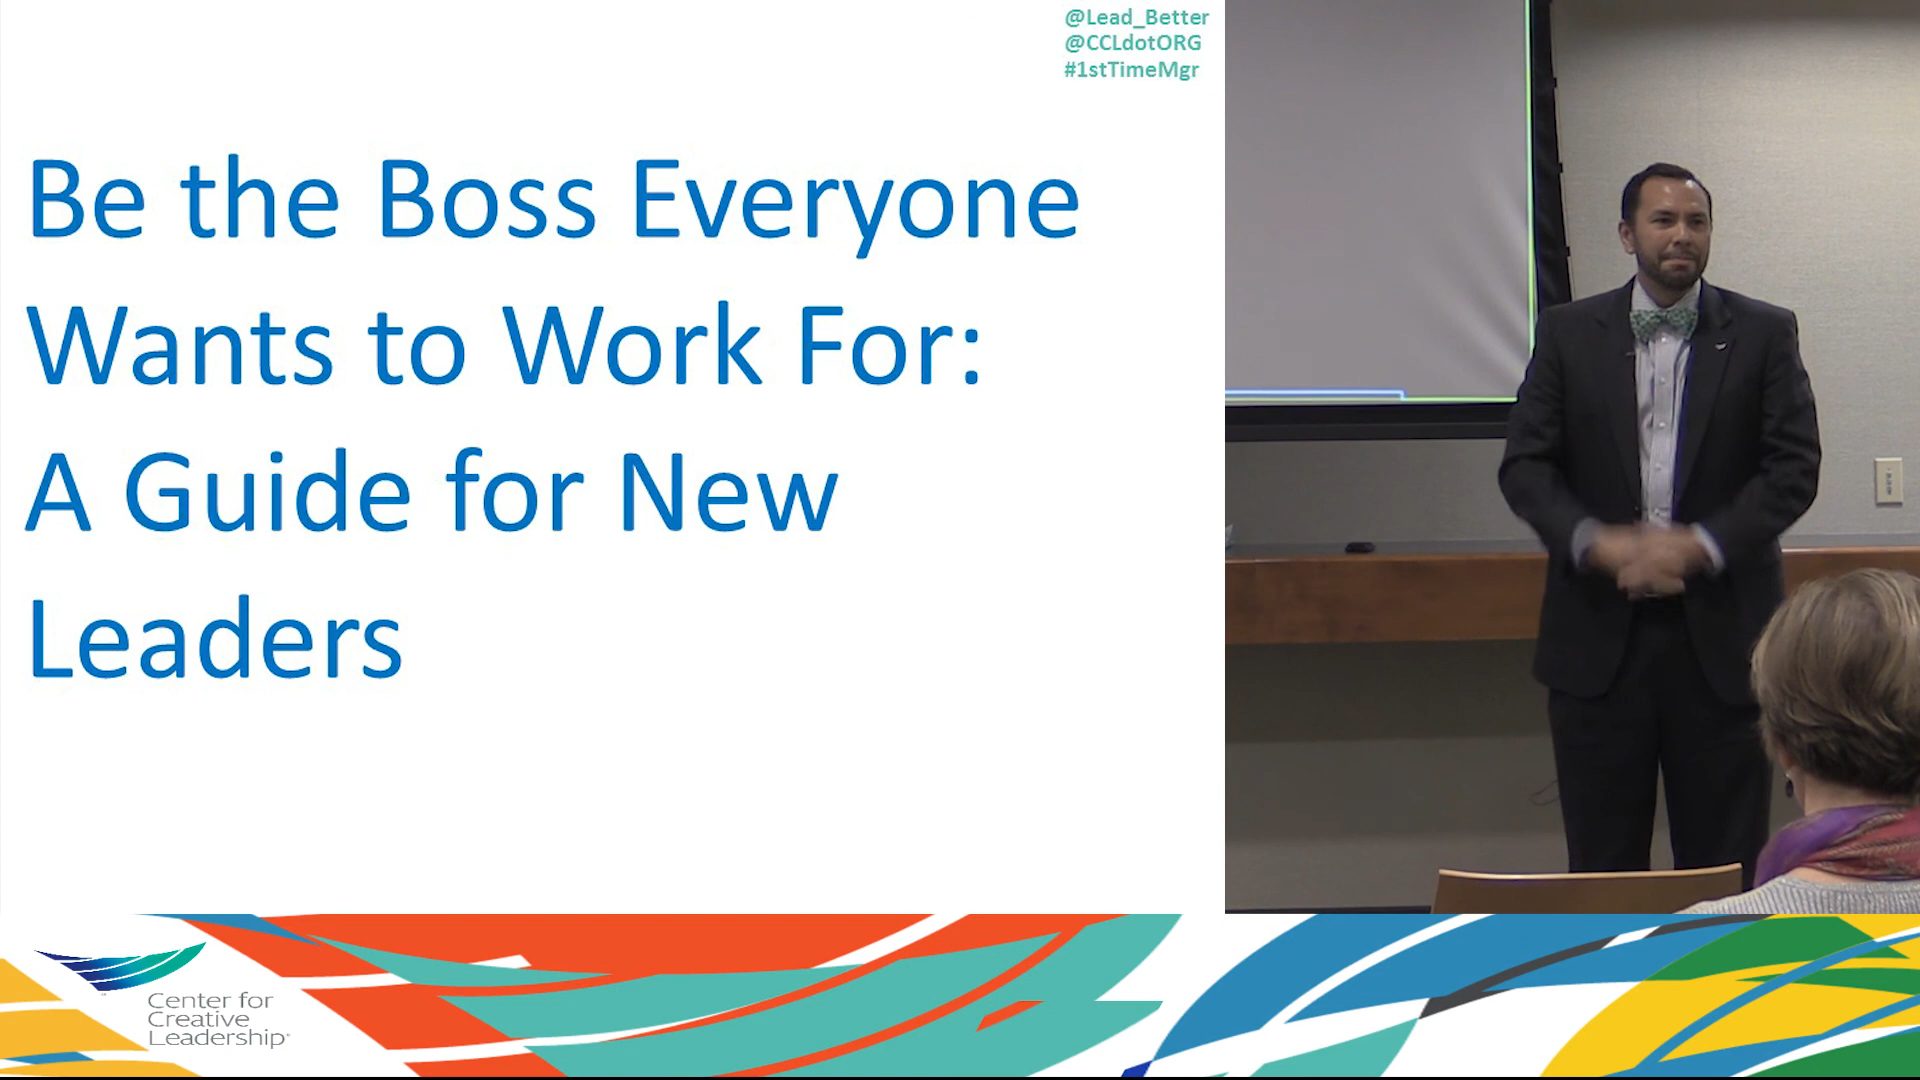 @Lead_Better
@CCLdotORG
#1stTimeMgr
Be the Boss Everyone
Wants to Work For:
A Guide for New
Leaders
Center for
Creative
Leadership